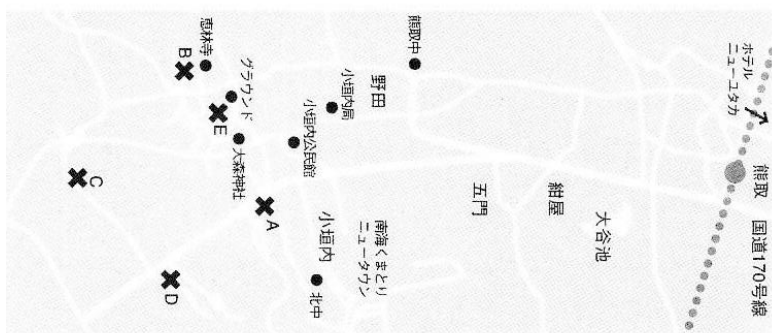 ホテル
ニューユタカ
熊取
国道170号線
熊取中
野田
小垣内局
小垣内公民館
恵林寺
グラウンド
B
E
大森神社
C
A
D
小垣内
南海くまとり
ニュータウン
北中
五門
紺屋
大谷池